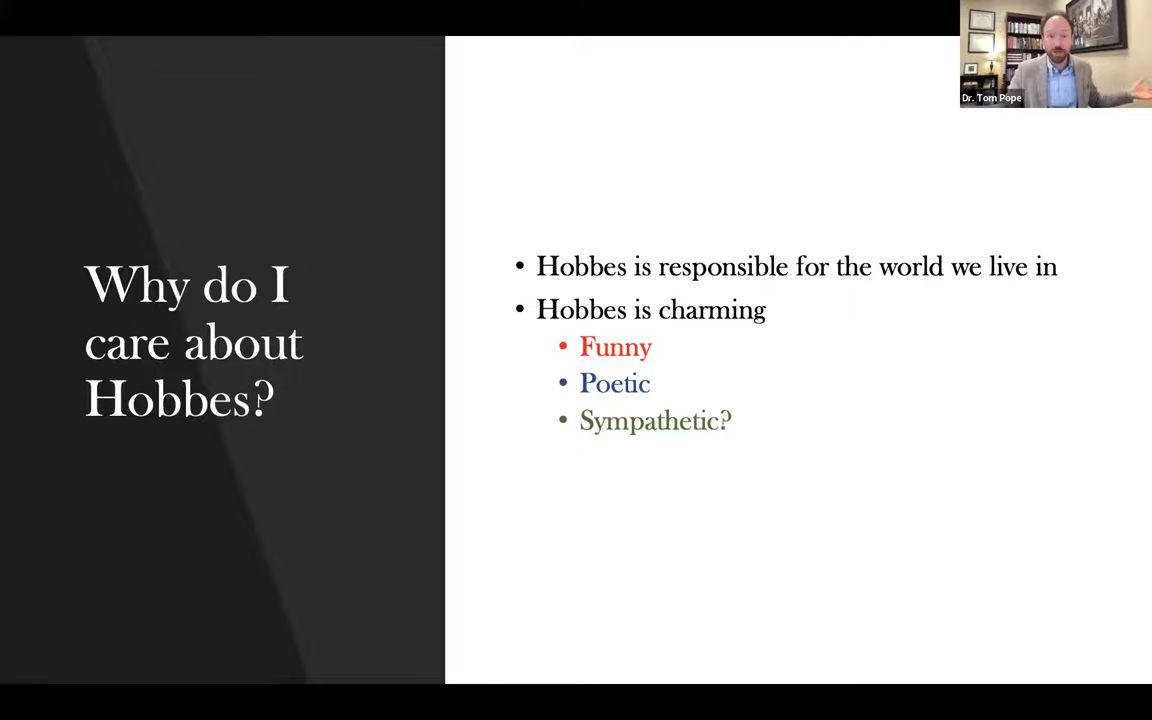 Dr. Tom Pope
Why do I
care about
Hobbes?
• Hobbes is responsible for the world we live in
• Hobbes is charming
• Funny
• Poetic
• Sympathetic?